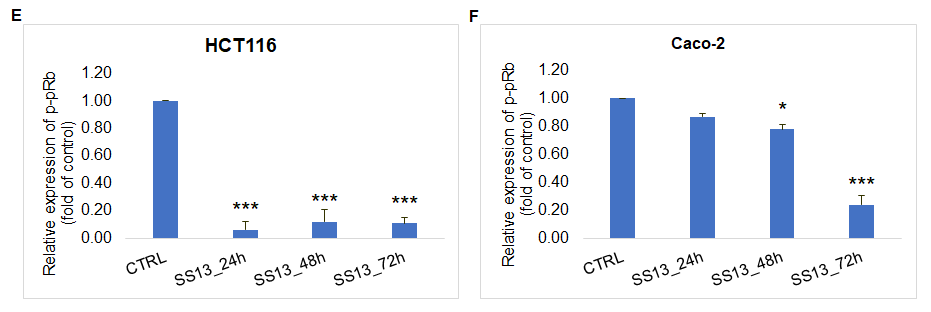 E
HCT116
Relative expression of p-pRb
(fold of control)
1.20
1.00
0.80
0.60
0.40
0.20
0.00
***
***
***
CTRL
SS13_24h
SS13_48h
SS13_72h
F
Caco-2
Relative expression of p-pRb
(fold of control)
1.20
1.00
0.80
0.60
0.40
0.20
0.00
*
***
CTRL
SS13_24h
SS13_48h
SS13_72h